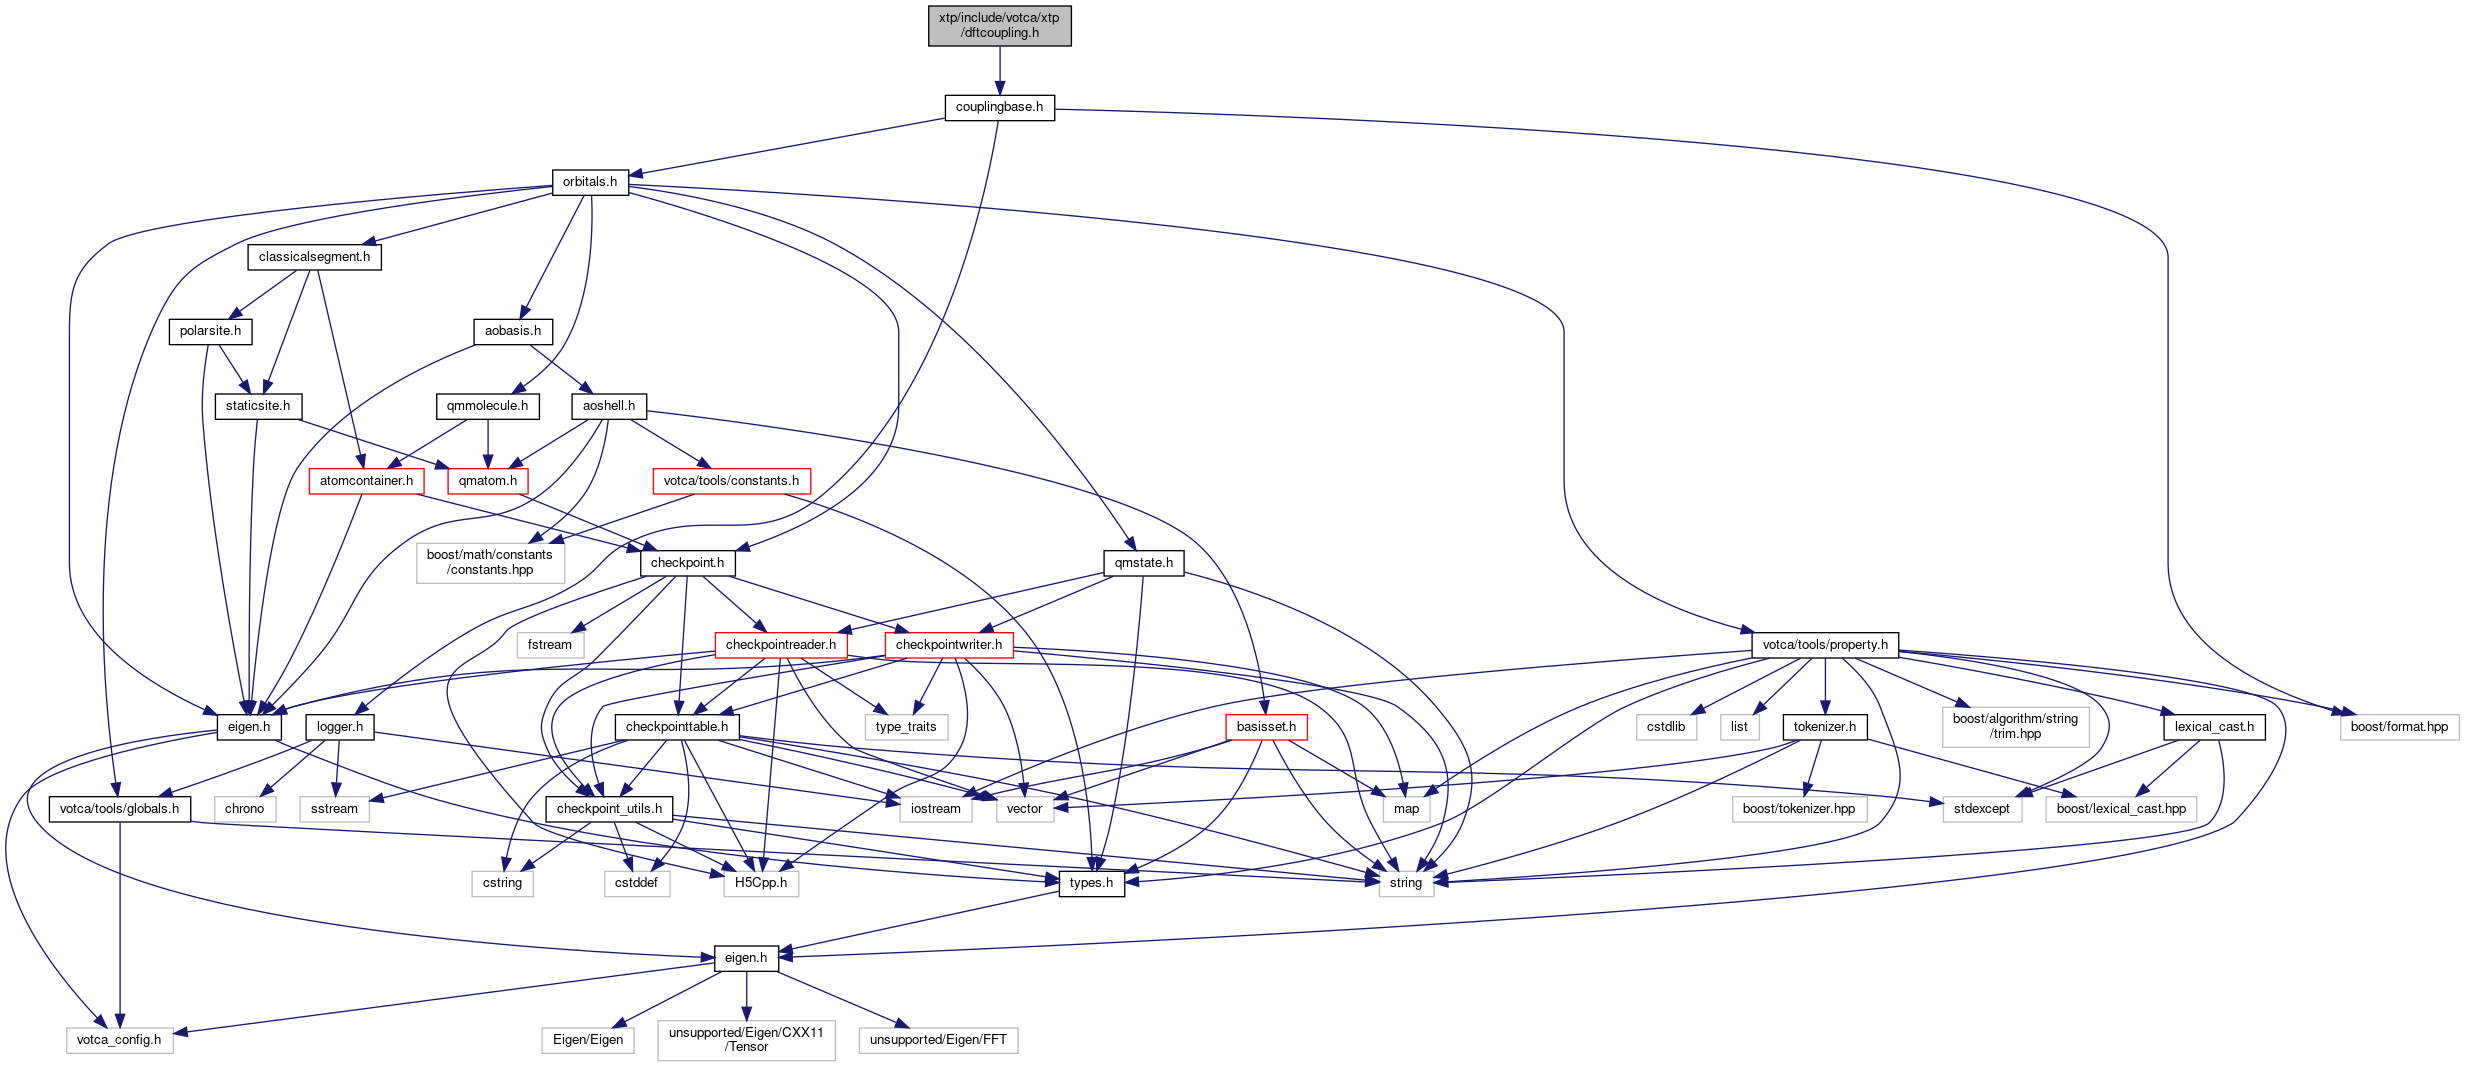 xtp/include/votca/xtp
/dftcoupling.h
couplingbase.h
orbitals.h
classicalsegment.h
polarsite.h
aobasis.h
staticsite.h
qmmolecule.h
aoshell.h
atomcontainer.h
qmatom.h
votca/tools/constants.h
boost/math/constants
/constants.hpp
checkpoint.h
qmstate.h
fstream
checkpointreader.h
checkpointwriter.h
votca/tools/property.h
eigen.h
logger.h
checkpointtable.h
type_traits
basisset.h
cstdlib
list
tokenizer.h
boost/algorithm/string
/trim.hpp
lexical_cast.h
boost/format.hpp
votca/tools/globals.h
chrono
sstream
checkpoint_utils.h
iostream
vector
map
boost/tokenizer.hpp
stdexcept
boost/lexical_cast.hpp
cstring
cstddef
H5Cpp.h
types.h
string
eigen.h
votca_config.h
Eigen/Eigen
unsupported/Eigen/CXX11
/Tensor
unsupported/Eigen/FFT